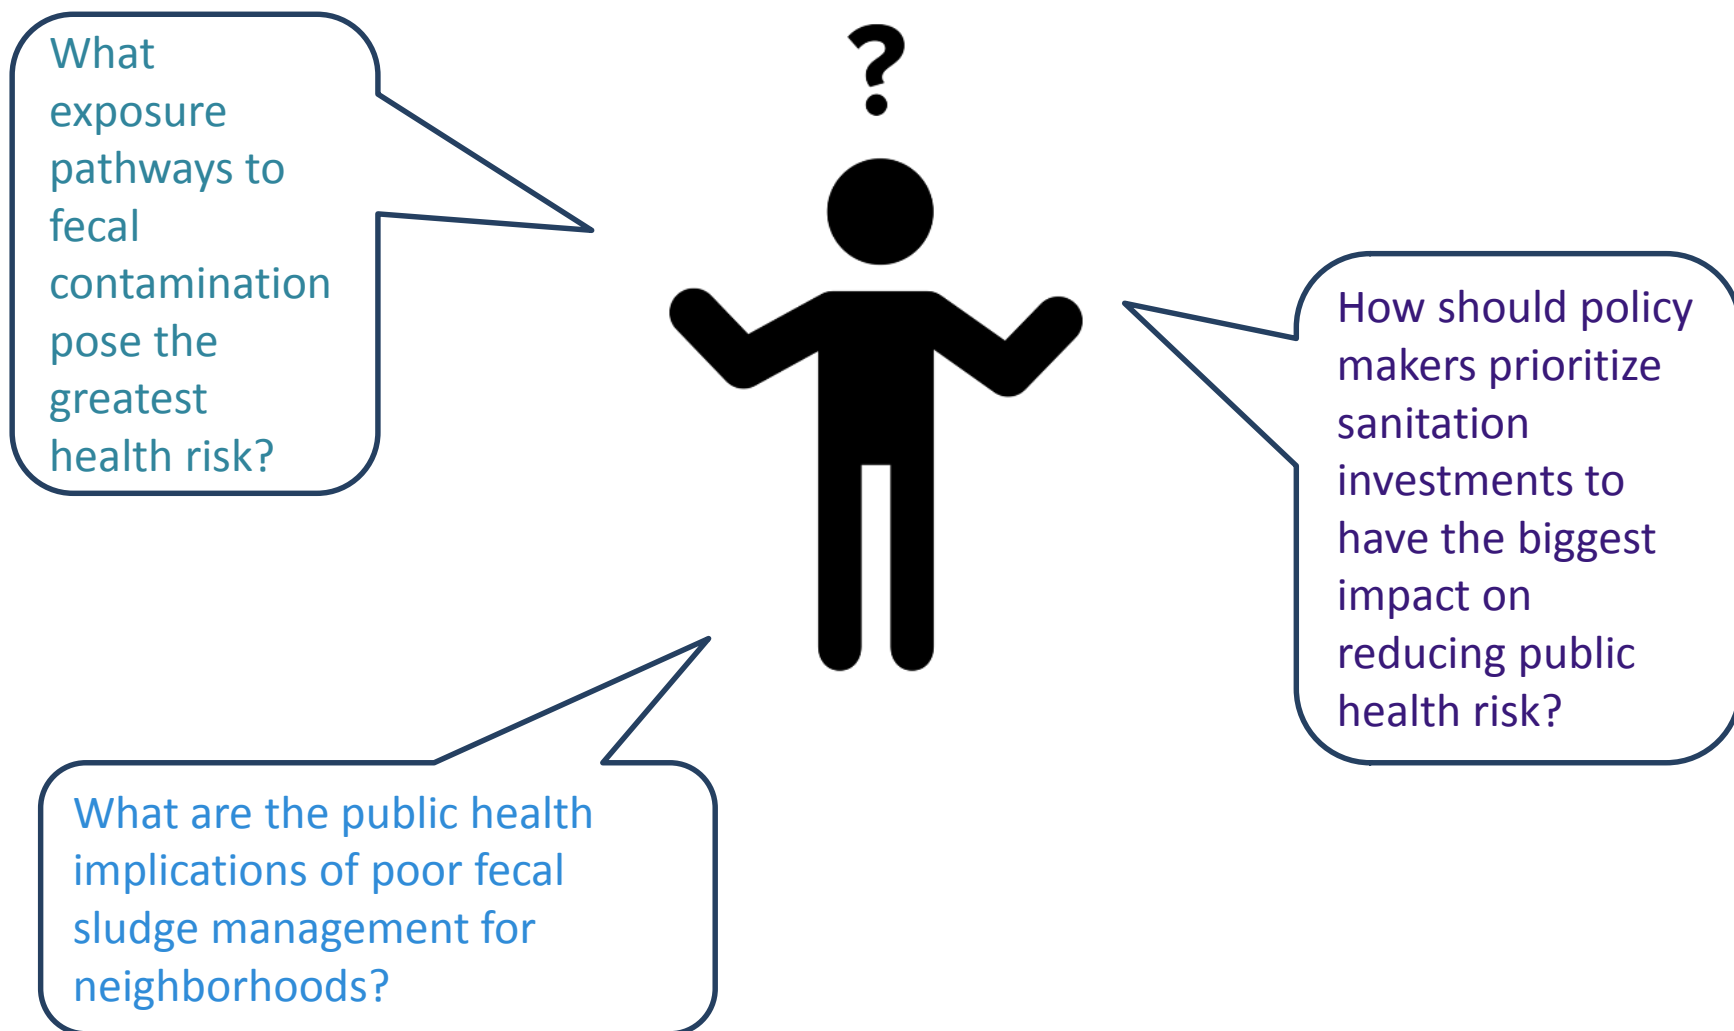 What
exposure
pathways to
fecal
contamination
pose the
greatest
health risk?
?
How should policy
makers prioritize
sanitation
investments to
have the biggest
impact on
reducing public
health risk?
What are the public health
implications of poor fecal
sludge management for
neighborhoods?